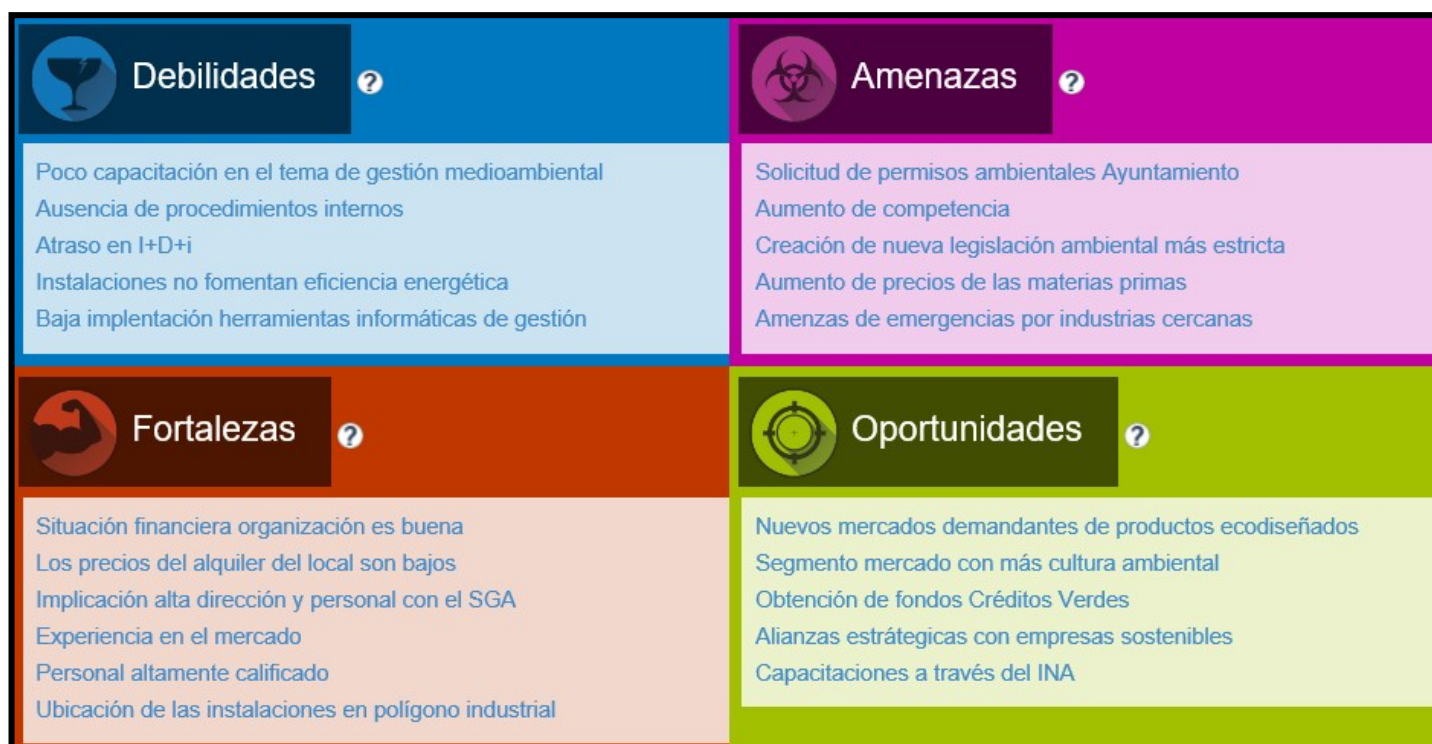 Debilidades ?
Poco capacitación en el tema de gestión medioambiental
Ausencia de procedimientos internos
Atraso en I+D+i
Instalaciones no fomentan eficiencia energética
Baja implentación herramientas informáticas de gestión
Amenazas ?
Solicitud de permisos ambientales Ayuntamiento
Aumento de competencia
Creación de nueva legislación ambiental más estricta
Aumento de precios de las materias primas
Amenzas de emergencias por industrias cercanas
Fortalezas ?
Situación financiera organización es buena
Los precios del alquiler del local son bajos
Implicación alta dirección y personal con el SGA
Experiencia en el mercado
Personal altamente calificado
Ubicación de las instalaciones en polígono industrial
Oportunidades ?
Nuevos mercados demandantes de productos ecodiseñados
Segmento mercado con más cultura ambiental
Obtención de fondos Créditos Verdes
Alianzas estrátegicas con empresas sostenibles
Capacitaciones a través del INA